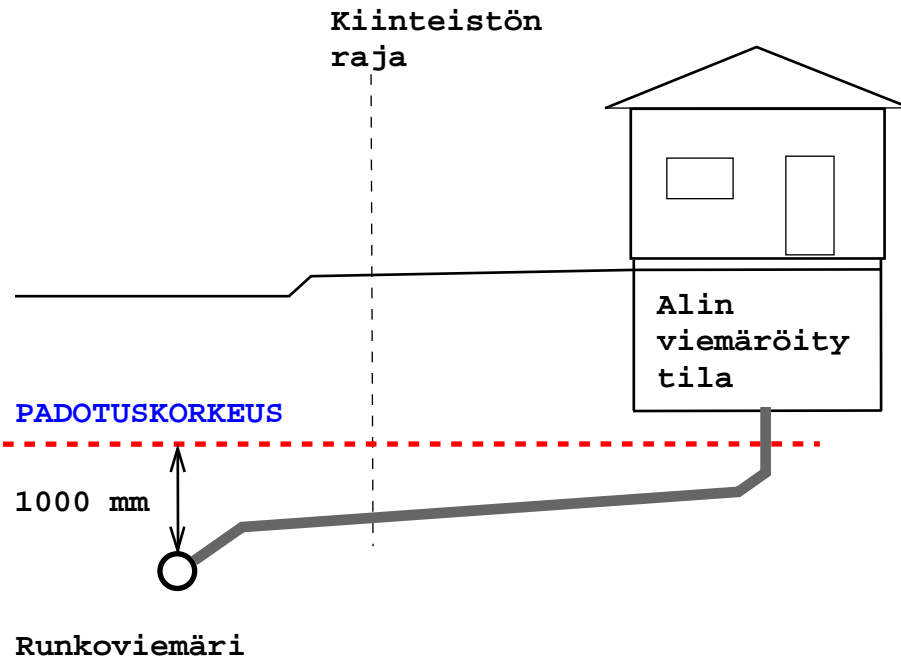 Kiinteistön
raja
Alin
viemäröity
tila
PADOTUSKORKEUS
1000 mm
Runkoviemäri